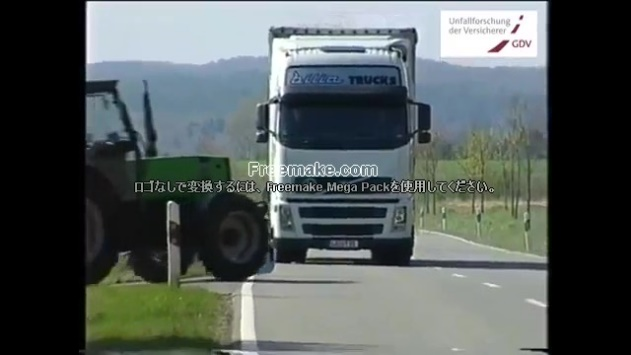 Unfallforschung
der Versicherer
GDV
TRUCKS
Freemake.com
ロゴなしで変換するには、Freemake Mega Packを使用してください。